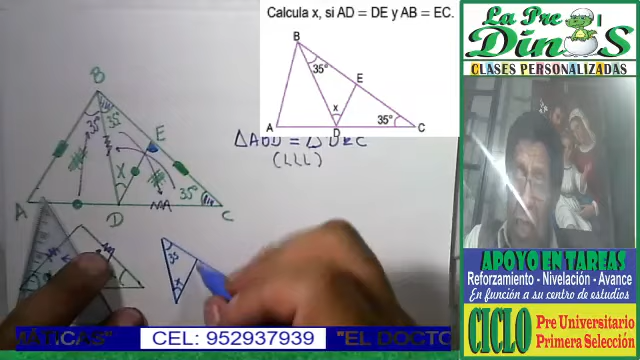 Calcula x, si AD = DE y AB = EC.
B
35°
E
x
35°
A
D
C
La Pre
DinoS
CLASES PERSONALIZADAS
B
35
35
E
X
35
A
D
C
(LLL)
35
x
APOYO EN TAREAS
Reforzamiento - Nivelación - Avance
En función a su centro de estudios
CICLO
Pre Universitario
Primera Selección
MÁTICAS"
CEL: 952937939
"EL DOCTO